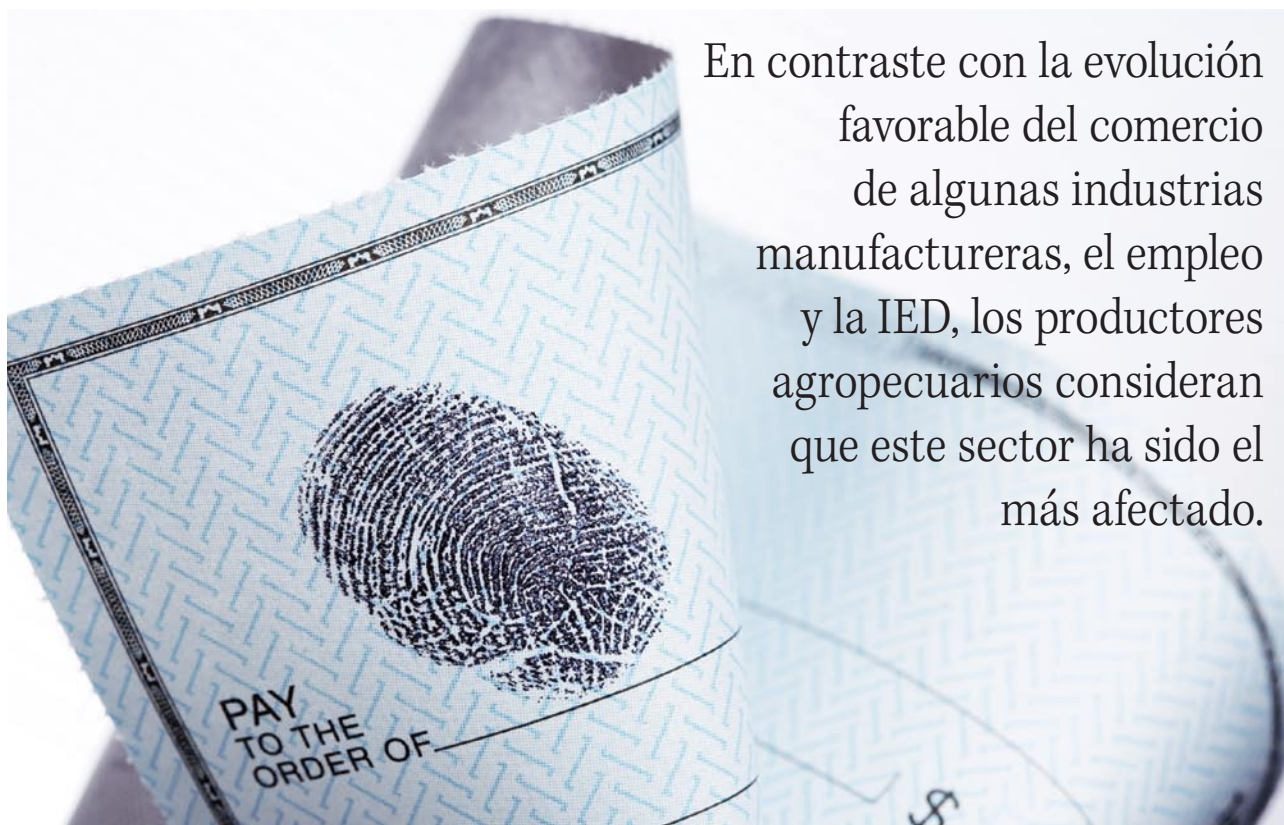 En contraste con la evolución
favorable del comercio
de algunas industrias
manufactureras, el empleo
y la IED, los productores
agropecuarios consideran
que este sector ha sido el
más afectado.
PAY
TO THE
ORDER OF
$